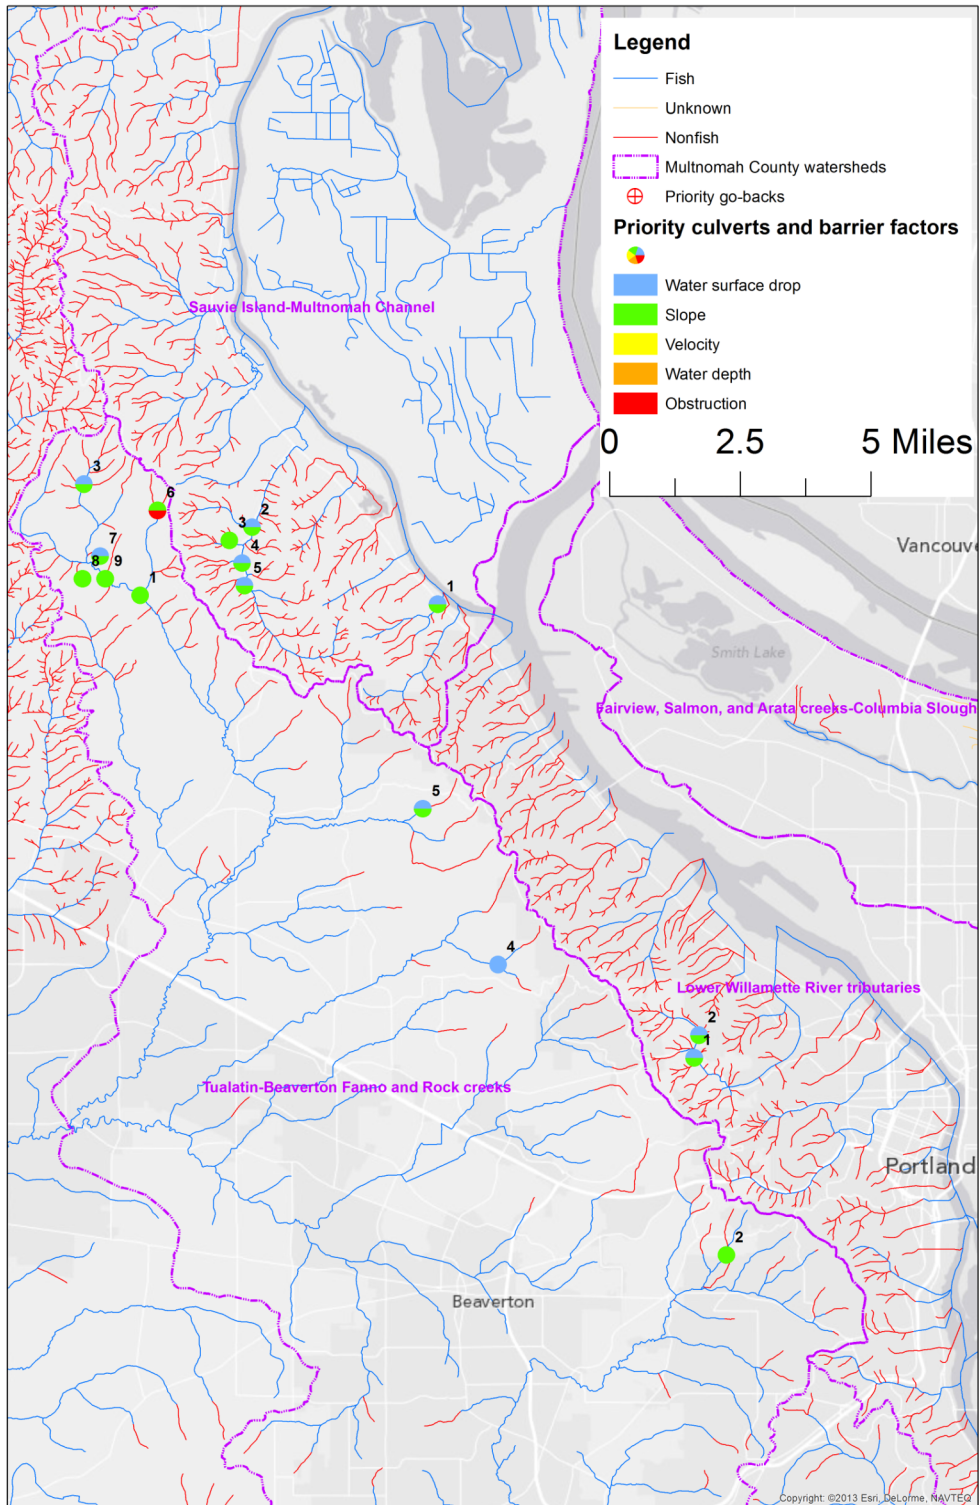 Legend
Fish
Unknown
Nonfish
Multnomah County watersheds
Priority go-backs
Priority culverts and barrier factors
Water surface drop
Slope
Velocity
Water depth
Obstruction
0 2.5 5 Miles
Sauvie Island-Multnomah Channel
3
6
2
3
4
7
5
8 9 1
1
Vancouve
Smith Lake
Fairview, Salmon, and Arata creeks-Columbia Slough
5
4
Lower Willamette River tributaries
2
1
Tualatin-Beaverton Fanno and Rock creeks
Portland
2
Beaverton
Copyright: ©2013 Esri, DeLorme, NAVTEQ